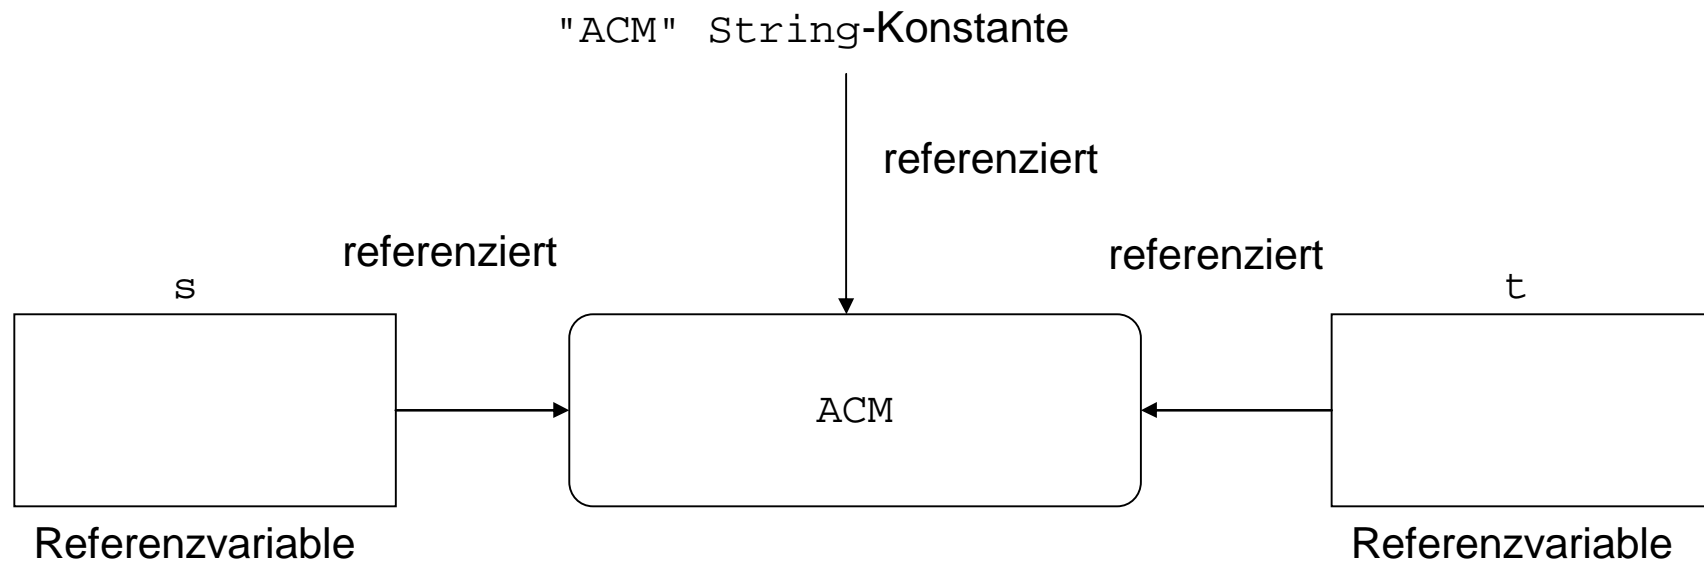 "ACM" String-Konstante
referenziert
referenziert
referenziert
s
t
ACM
Referenzvariable
Referenzvariable